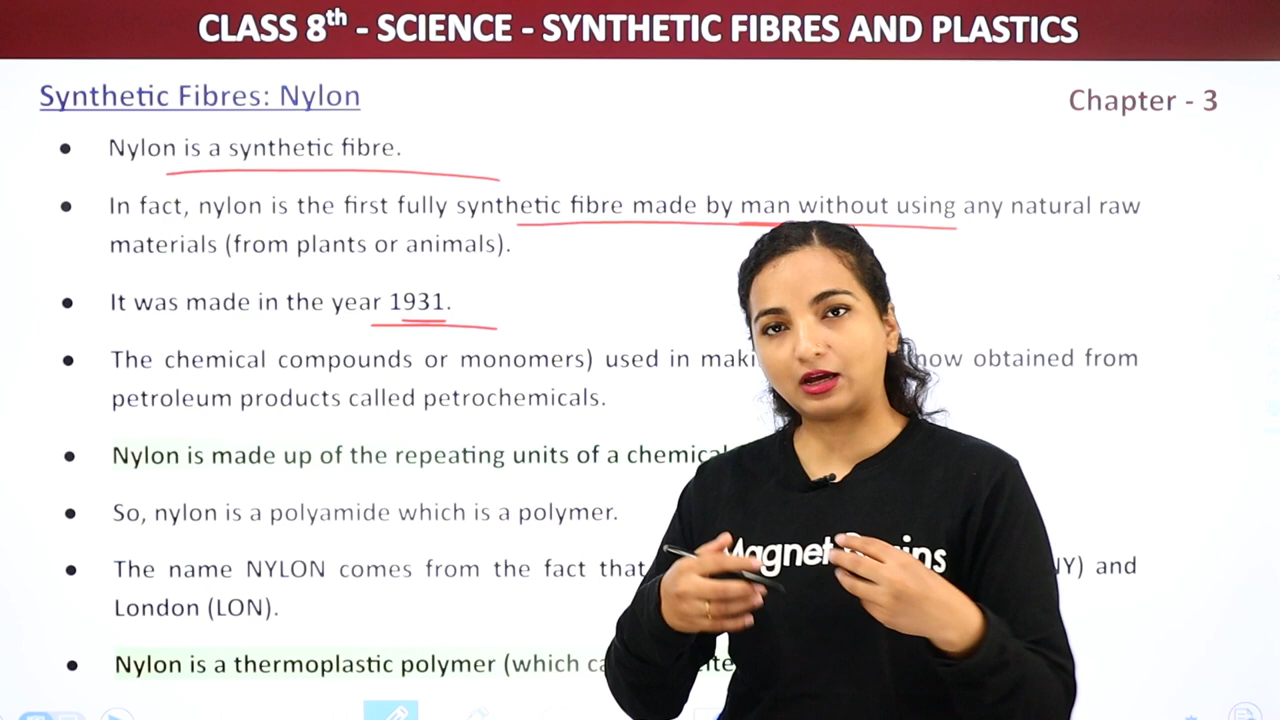 CLASS 8th - SCIENCE - SYNTHETIC FIBRES AND PLASTICS
Synthetic Fibres: Nylon
Chapter - 3
• Nylon is a synthetic fibre.
• In fact, nylon is the first fully synthetic fibre made by man without using any natural raw
materials (from plants or animals).
• It was made in the year 1931.
• The chemical compounds or monomers) used in now obtained from
petroleum products called petrochemicals.
• Nylon is made up of the repeating units of a chemical
• So, nylon is a polyamide which is a polymer.
• The name NYLON comes from the fact that NY) and
London (LON).
• Nylon is a thermoplastic polymer (which
Magnet Brains